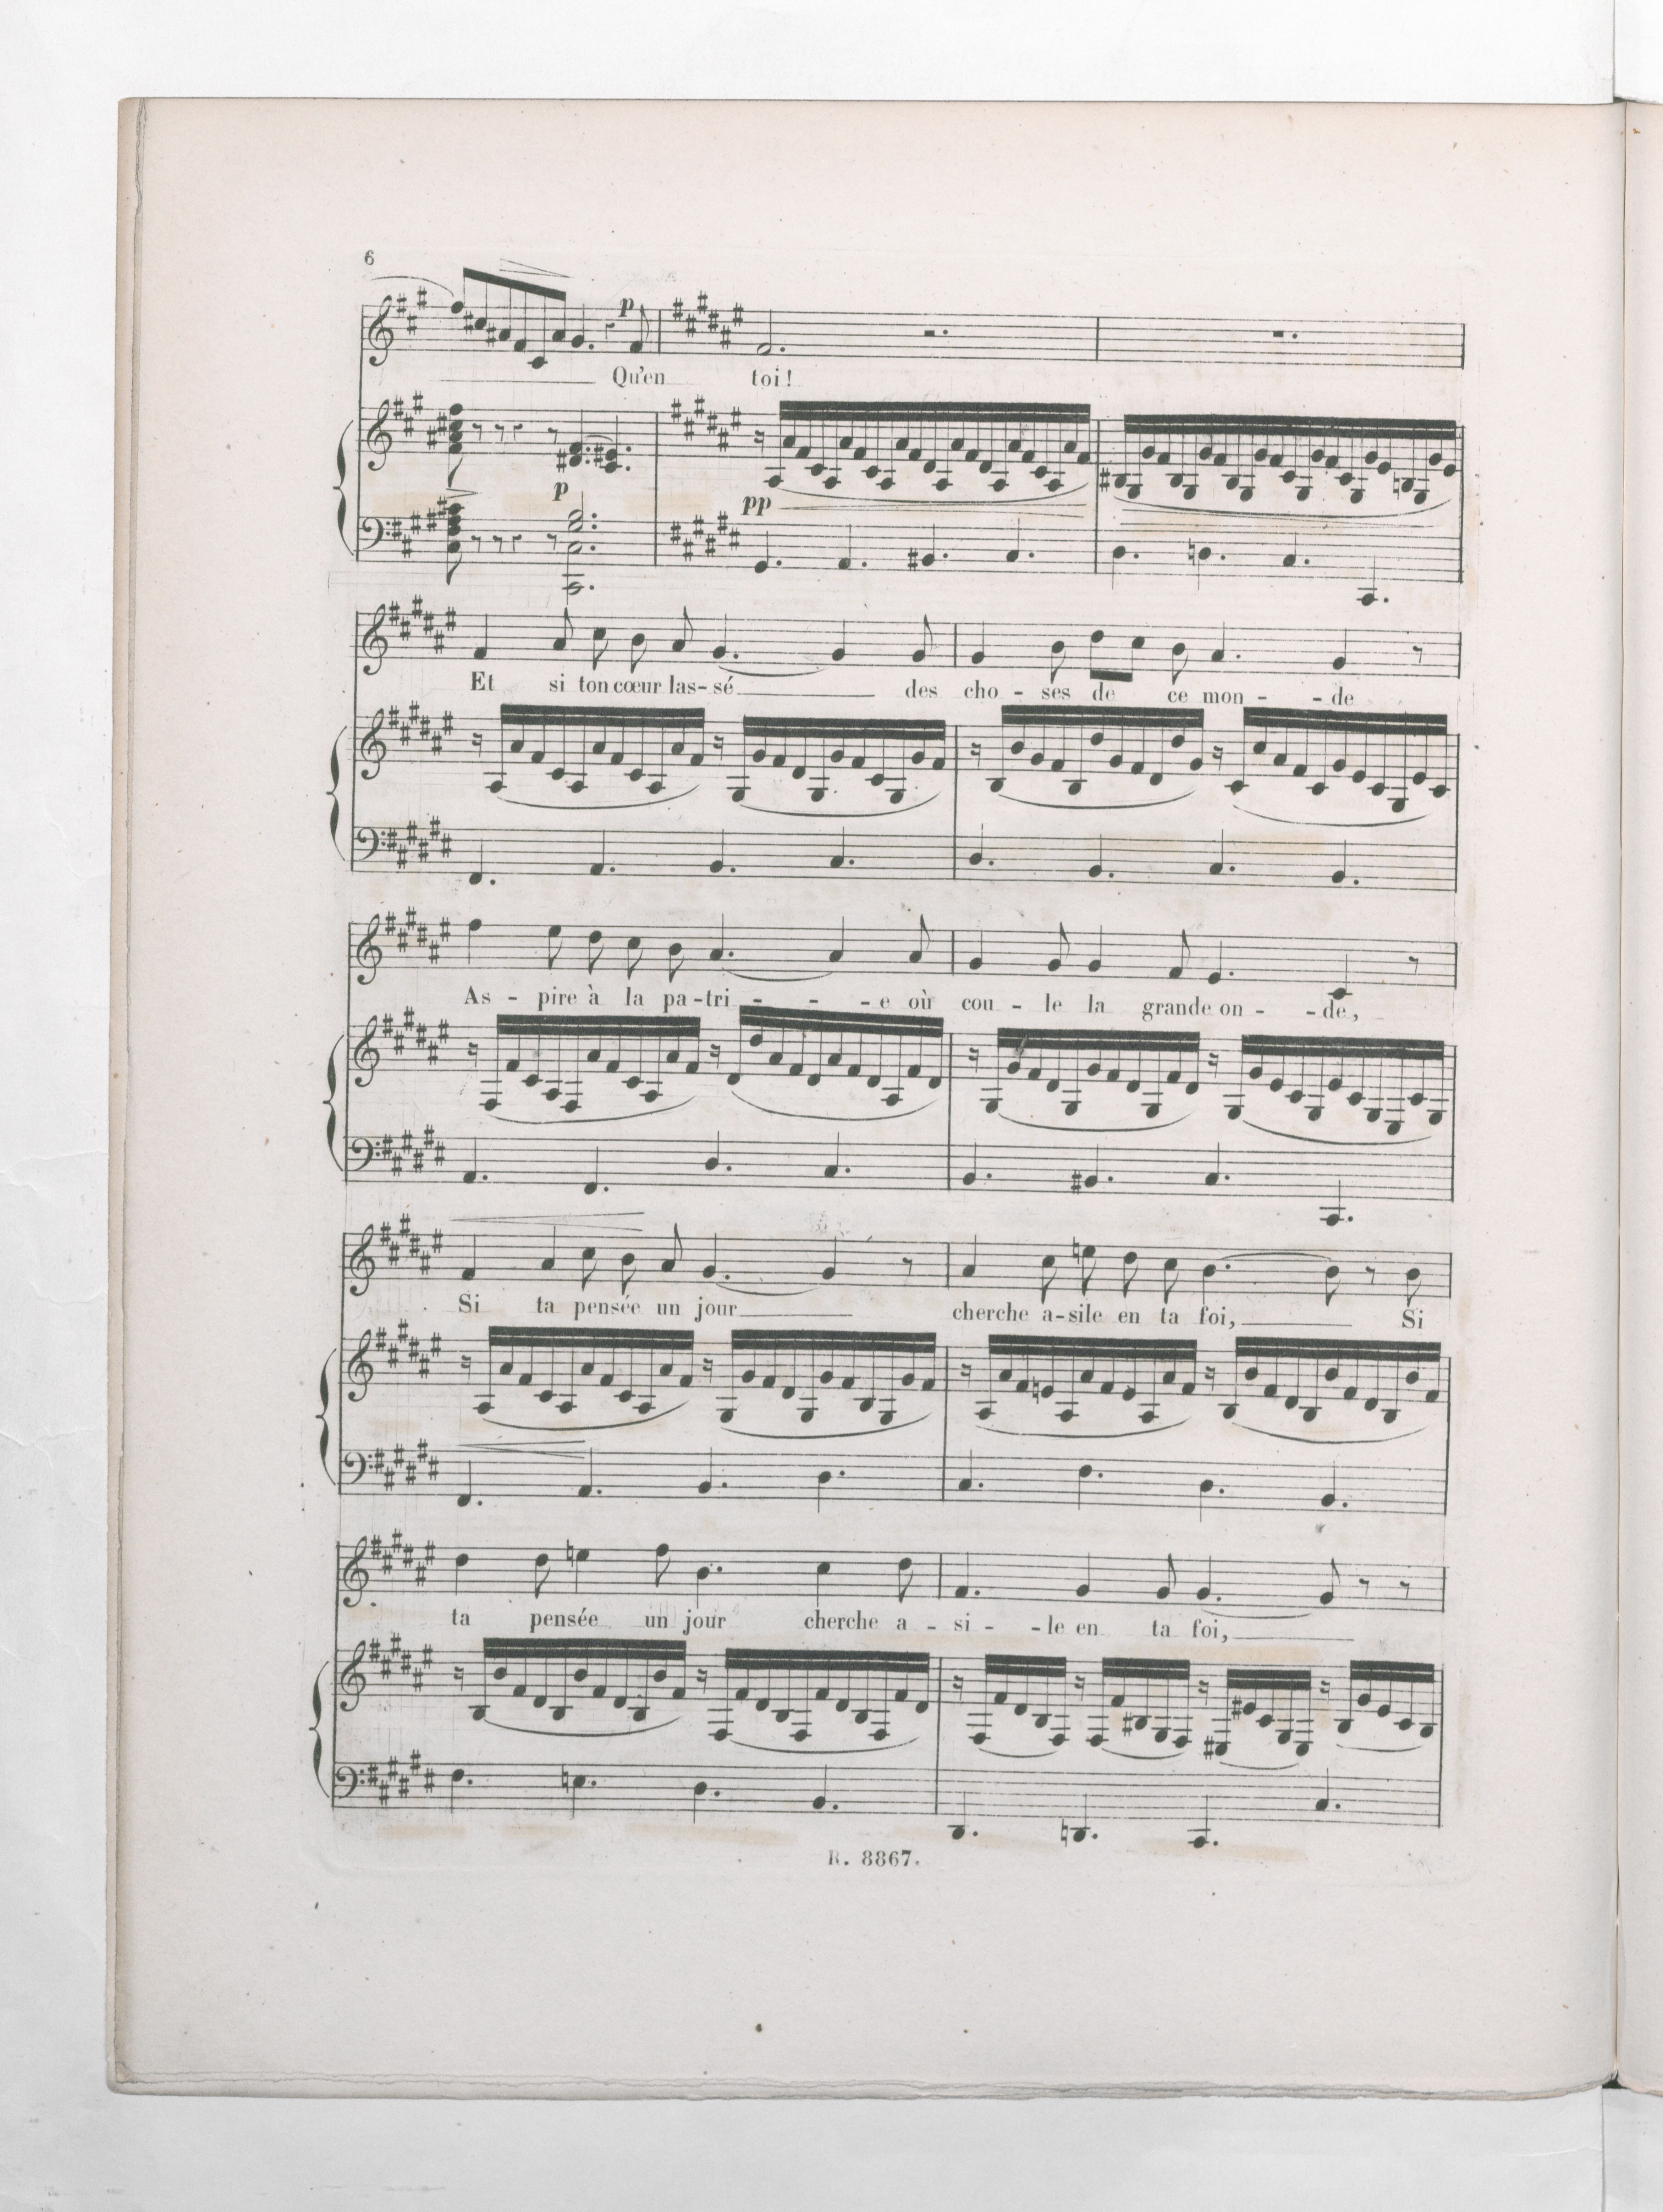 6
p
Qu'en toi!
p pp
Et si ton cœur las-sé des cho-ses de ce mon--de
As-pire à la pa-tri---e où cou-le la grande on--de,
Si ta pensée un jour cherche a-sile en ta foi, Si
ta pensée un jour cherche a-si--le en ta foi,
R. 8867.